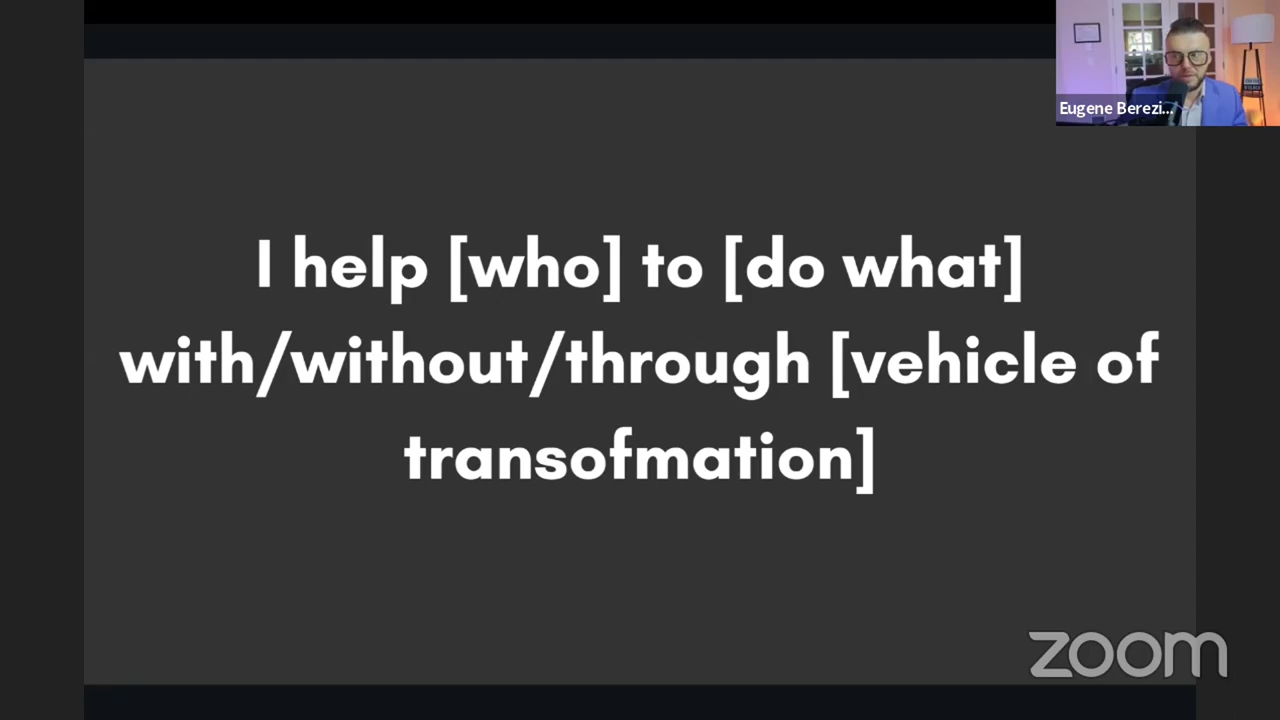 Eugene Berezi...
I help [who] to [do what]
with/without/through [vehicle of
transofmation]
zoom